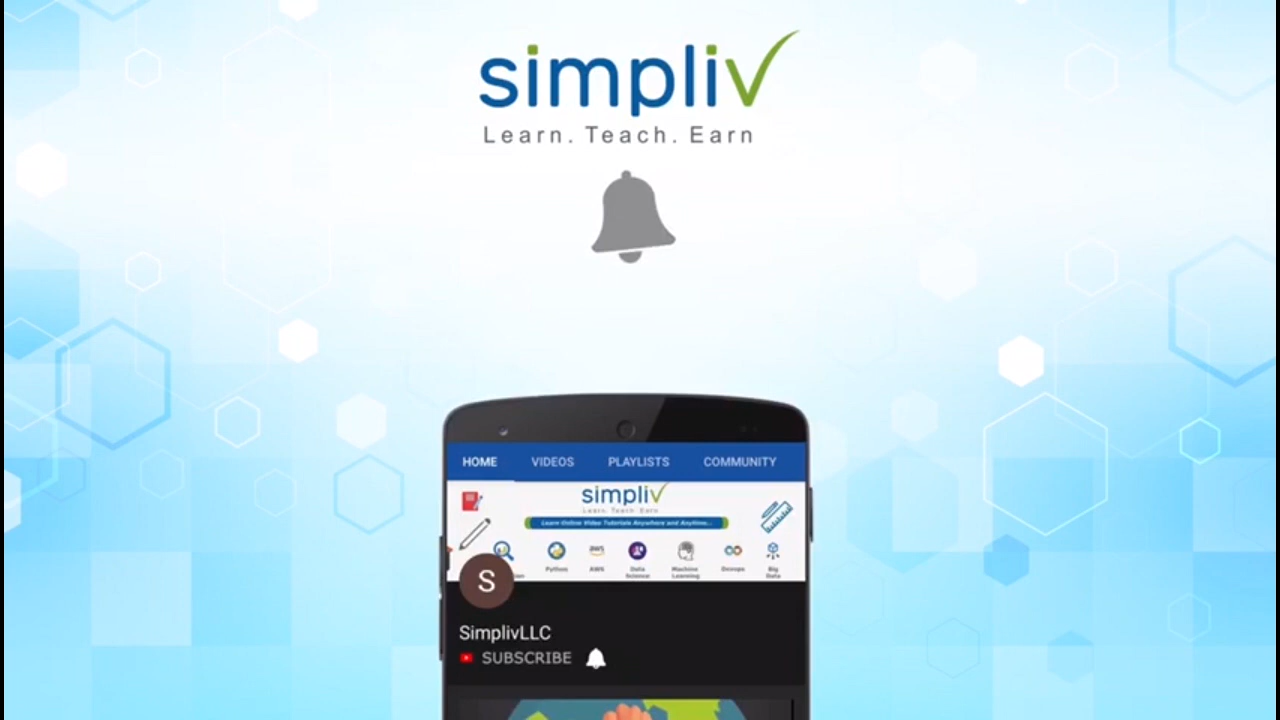 simpliv
Learn. Teach. Earn
HOME VIDEOS PLAYLISTS COMMUNITY
simpliv
Learn. Teach. Earn
Learn Online Video Tutorials Anywhere and Anytime...
Python AWS Data Science Machine Learning Devops Big Data
aws
S
SimplivLLC
SUBSCRIBE